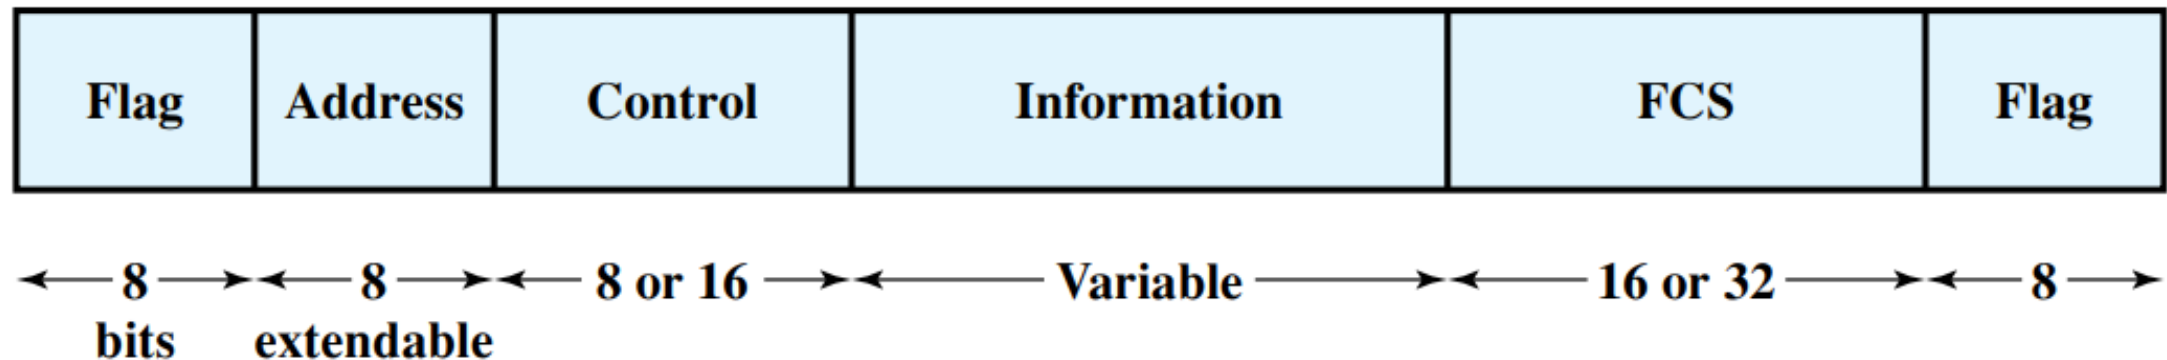 Flag Address Control Information FCS Flag
8 8 8 or 16 Variable 16 or 32 8
bits extendable